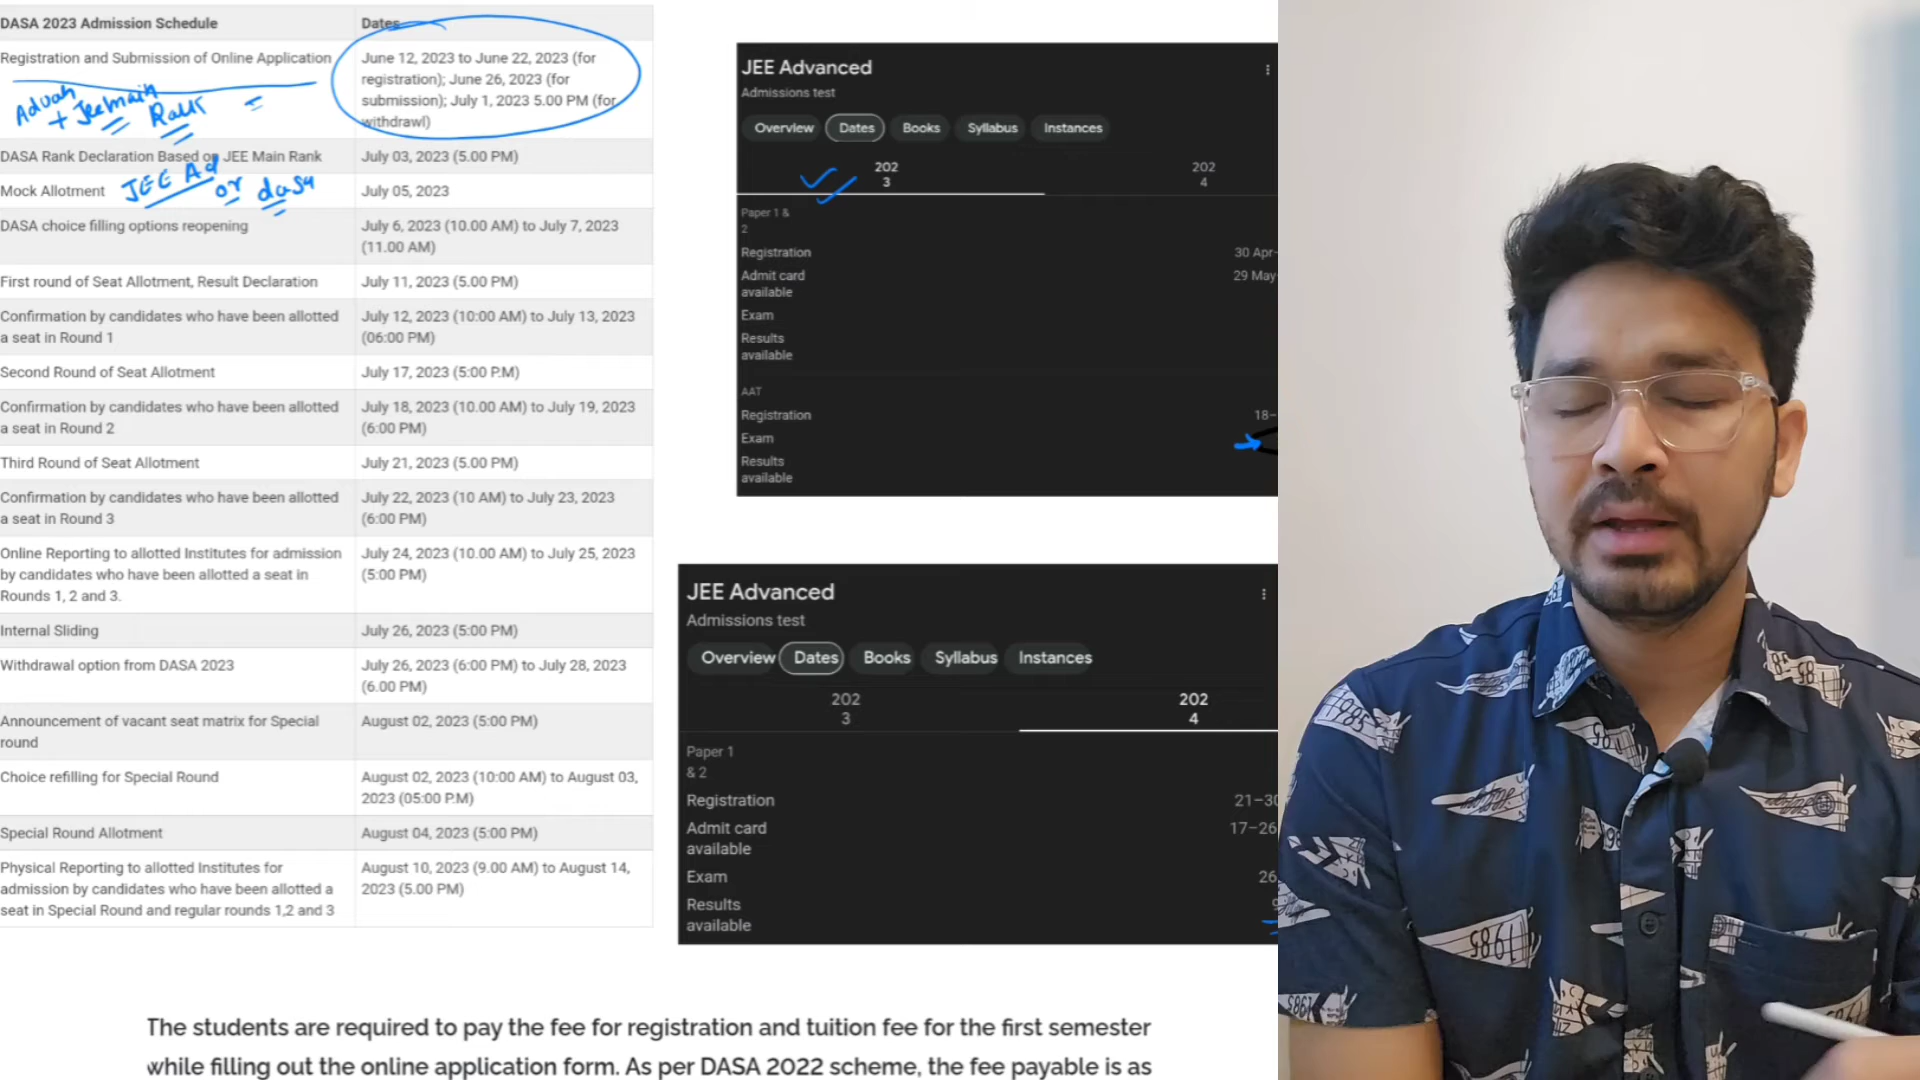 DASA 2023 Admission Schedule
Dates
Registration and Submission of Online Application
June 12, 2023 to June 22, 2023 (for
registration); June 26, 2023 (for
submission); July 1, 2023 5.00 PM (for
withdrawl)
+ Jee main
Rank =
DASA Rank Declaration Based on JEE Main Rank
July 03, 2023 (5.00 PM)
Mock Allotment
July 05, 2023
JEE Ad
or dasa
DASA choice filling options reopening
July 6, 2023 (10.00 AM) to July 7, 2023
(11.00 AM)
First round of Seat Allotment, Result Declaration
July 11, 2023 (5.00 PM)
Confirmation by candidates who have been allotted
a seat in Round 1
July 12, 2023 (10:00 AM) to July 13, 2023
(06:00 PM)
Second Round of Seat Allotment
July 17, 2023 (5:00 P.M)
Confirmation by candidates who have been allotted
a seat in Round 2
July 18, 2023 (10.00 AM) to July 19, 2023
(6:00 PM)
Third Round of Seat Allotment
July 21, 2023 (5.00 PM)
Confirmation by candidates who have been allotted
a seat in Round 3
July 22, 2023 (10 AM) to July 23, 2023
(6:00 PM)
Online Reporting to allotted Institutes for admission
by candidates who have been allotted a seat in
Rounds 1, 2 and 3.
July 24, 2023 (10.00 AM) to July 25, 2023
(5:00 PM)
Internal Sliding
July 26, 2023 (5:00 PM)
Withdrawal option from DASA 2023
July 26, 2023 (6:00 PM) to July 28, 2023
(6.00 PM)
Announcement of vacant seat matrix for Special
round
August 02, 2023 (5:00 PM)
Choice refilling for Special Round
August 02, 2023 (10:00 AM) to August 03,
2023 (05:00 P.M)
Special Round Allotment
August 04, 2023 (5:00 PM)
Physical Reporting to allotted Institutes for
admission by candidates who have been allotted a
seat in Special Round and regular rounds 1,2 and 3
August 10, 2023 (9.00 AM) to August 14,
2023 (5.00 PM)
JEE Advanced
Admissions test
Overview Dates Books Syllabus Instances
202 202
3 4
Paper 1 &
2
Registration 30 Apr-
Admit card 29 May
available
Exam
Results
available
AAT
Registration 18–
Exam
Results
available
JEE Advanced
Admissions test
Overview Dates Books Syllabus Instances
202 202
3 4
Paper 1
& 2
Registration 21–30
Admit card 17–26
available
Exam 26
Results
available
The students are required to pay the fee for registration and tuition fee for the first semester
while filling out the online application form. As per DASA 2022 scheme, the fee payable is as
1985
1985
1985